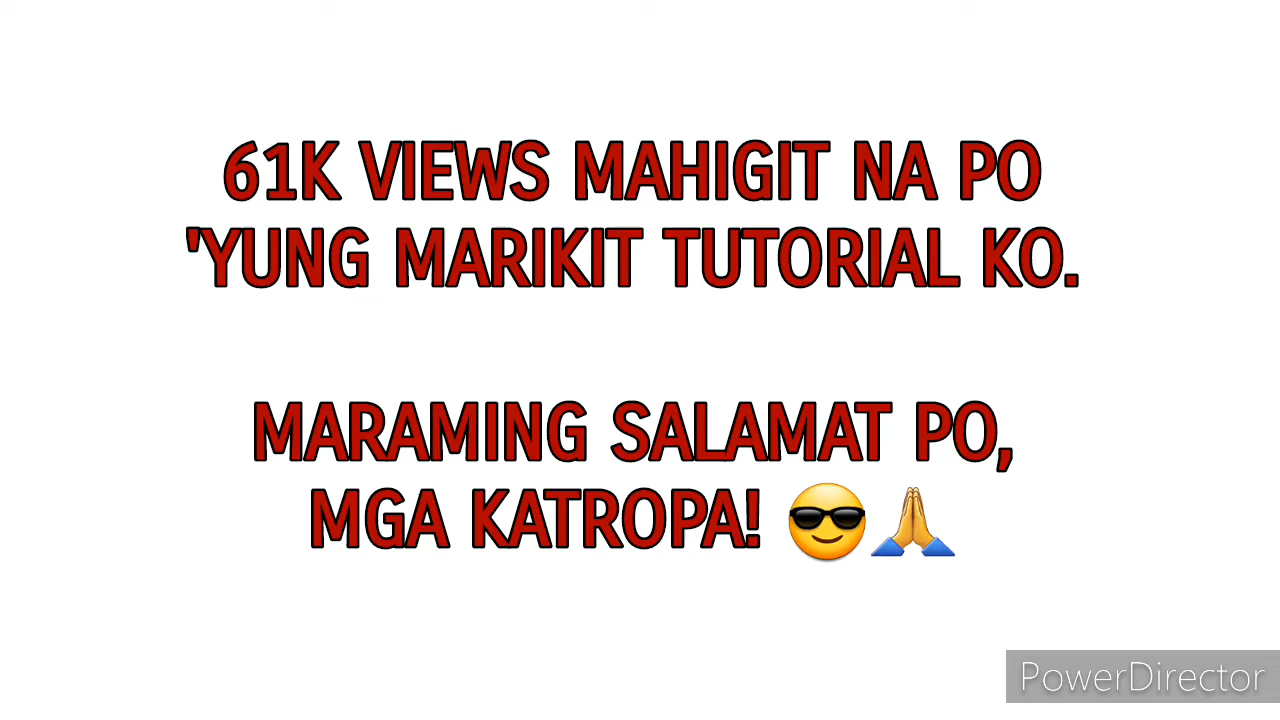 61K VIEWS MAHIGIT NA PO
'YUNG MARIKIT TUTORIAL KO.
MARAMING SALAMAT PO,
MGA KATROPA! 😎🙏
PowerDirector